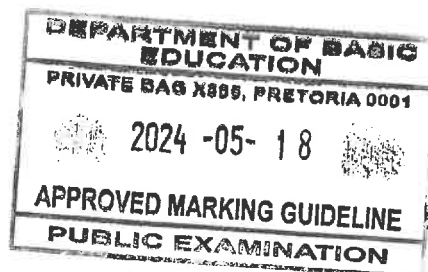 DEPARTMENT OF BASIC
EDUCATION
PRIVATE BAG X895, PRETORIA 0001
2024 -05- 18
APPROVED MARKING GUIDELINE
PUBLIC EXAMINATION